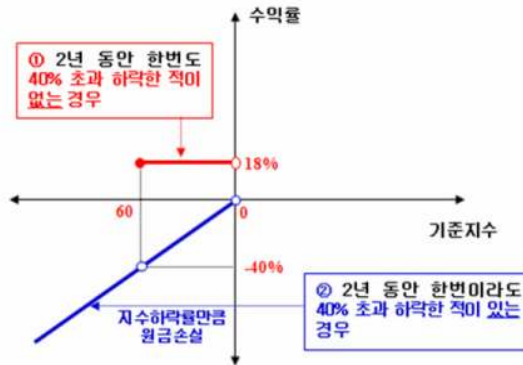 수익률
① 2년 동안 한번도
40% 초과 하락한 적이
없는 경우
18%
60
0
기준지수
-40%
지수하락률만큼
원금손실
② 2년 동안 한번이라도
40% 초과 하락한 적이 있는
경우